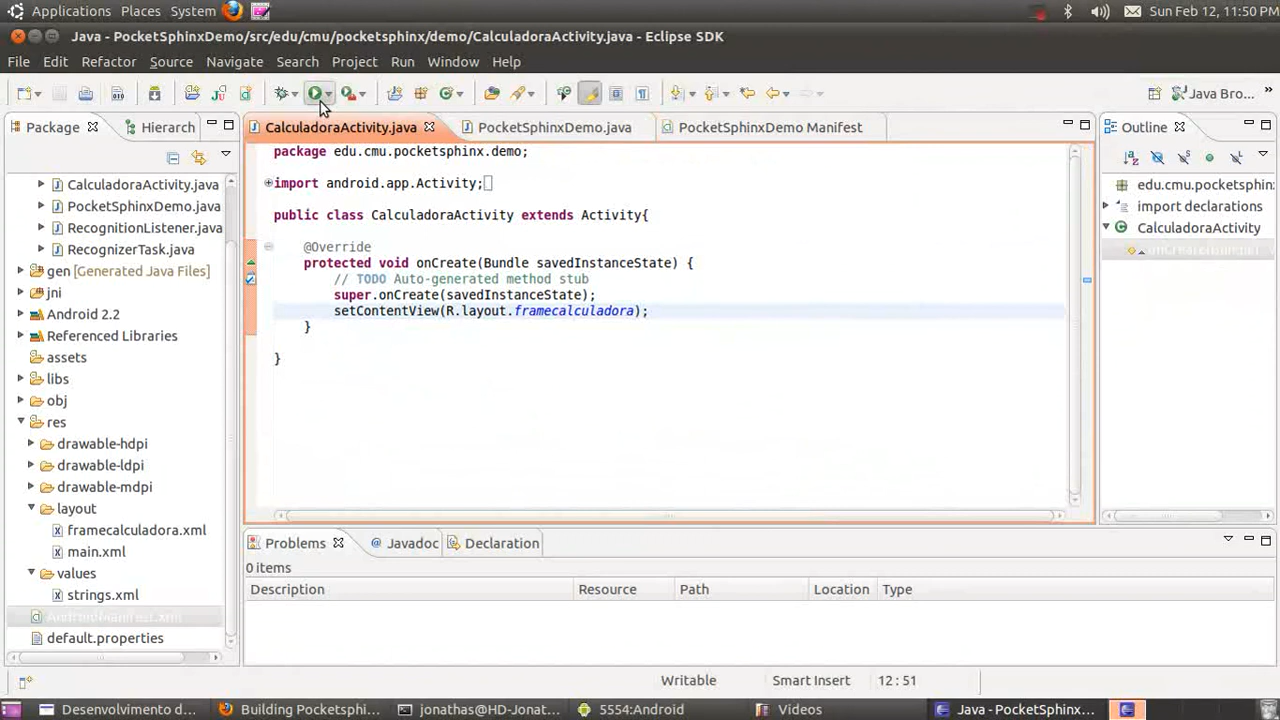 Applications Places System Sun Feb 12, 11:50 PM
Java - PocketSphinxDemo/src/edu/cmu/pocketsphinx/demo/CalculadoraActivity.java - Eclipse SDK
File Edit Refactor Source Navigate Search Project Run Window Help
Java Bro...
Package Hierarch
CalculadoraActivity.java PocketSphinxDemo.java PocketSphinxDemo Manifest
Outline
CalculadoraActivity.java
PocketSphinxDemo.java
RecognitionListener.java
RecognizerTask.java
gen [Generated Java Files]
jni
Android 2.2
Referenced Libraries
assets
libs
obj
res
drawable-hdpi
drawable-ldpi
drawable-mdpi
layout
framecalculadora.xml
main.xml
values
strings.xml
AndroidManifest.xml
default.properties
package edu.cmu.pocketsphinx.demo;
import android.app.Activity;
public class CalculadoraActivity extends Activity{
@Override
protected void onCreate(Bundle savedInstanceState) {
// TODO Auto-generated method stub
super.onCreate(savedInstanceState);
setContentView(R.layout.framecalculadora);
}
}
edu.cmu.pocketsphin
import declarations
CalculadoraActivity
Problems Javadoc Declaration
0 items
Description Resource Path Location Type
Writable Smart Insert 12 : 51
Desenvolvimento d... Building Pocketsphi... jonathas@HD-Jonat... 5554:Android Videos Java - PocketSphinx...